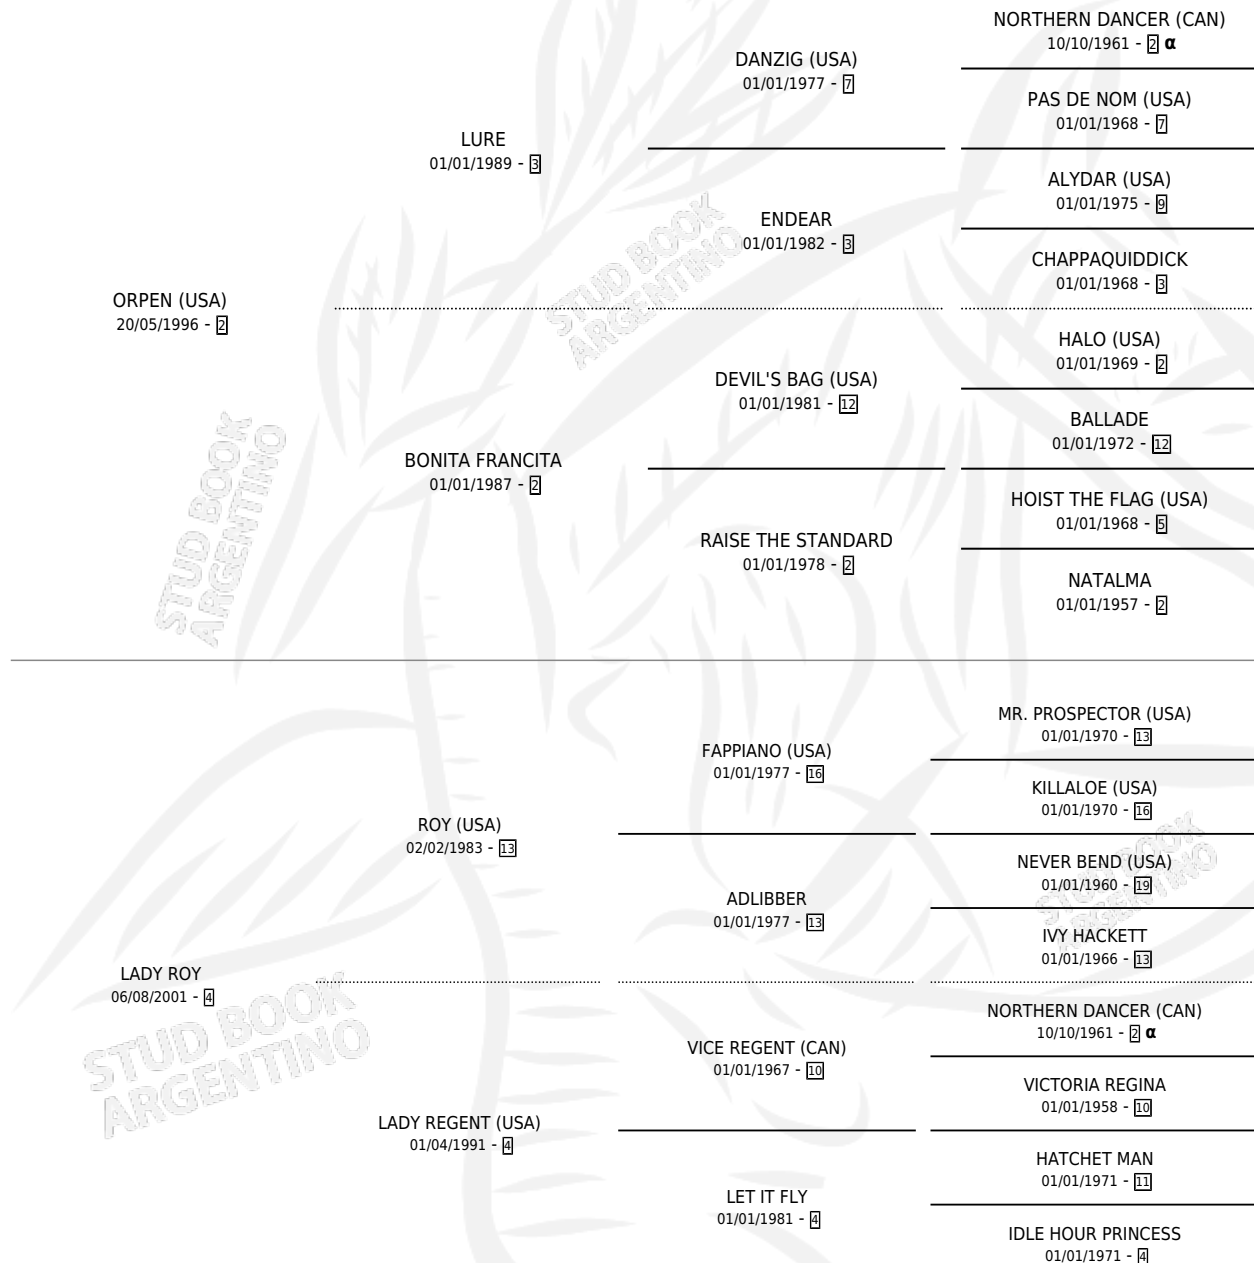 NORTHERN DANCER (CAN)
10/10/1961 - 2 α
DANZIG (USA)
01/01/1977 - 7
PAS DE NOM (USA)
01/01/1968 - 7
LURE
01/01/1989 - 3
ALYDAR (USA)
01/01/1975 - 9
ENDEAR
01/01/1982 - 3
CHAPPAQUIDDICK
01/01/1968 - 3
ORPEN (USA)
20/05/1996 - 2
HALO (USA)
01/01/1969 - 2
DEVIL'S BAG (USA)
01/01/1981 - 12
BALLADE
01/01/1972 - 12
BONITA FRANCITA
01/01/1987 - 2
HOIST THE FLAG (USA)
01/01/1968 - 5
RAISE THE STANDARD
01/01/1978 - 2
NATALMA
01/01/1957 - 2
STUD BOOK
ARGENTINO
STUD BOOK
ARGENTINO
MR. PROSPECTOR (USA)
01/01/1970 - 13
FAPPIANO (USA)
01/01/1977 - 16
KILLALOE (USA)
01/01/1970 - 16
ROY (USA)
02/02/1983 - 13
NEVER BEND (USA)
01/01/1960 - 19
ADLIBBER
01/01/1977 - 13
IVY HACKETT
01/01/1966 - 13
LADY ROY
06/08/2001 - 4
NORTHERN DANCER (CAN)
10/10/1961 - 2 α
VICE REGENT (CAN)
01/01/1967 - 10
VICTORIA REGINA
01/01/1958 - 10
LADY REGENT (USA)
01/04/1991 - 4
HATCHET MAN
01/01/1971 - 11
LET IT FLY
01/01/1981 - 4
IDLE HOUR PRINCESS
01/01/1971 - 4
STUD BOOK
ARGENTINO
STUD BOOK
ARGENTINO